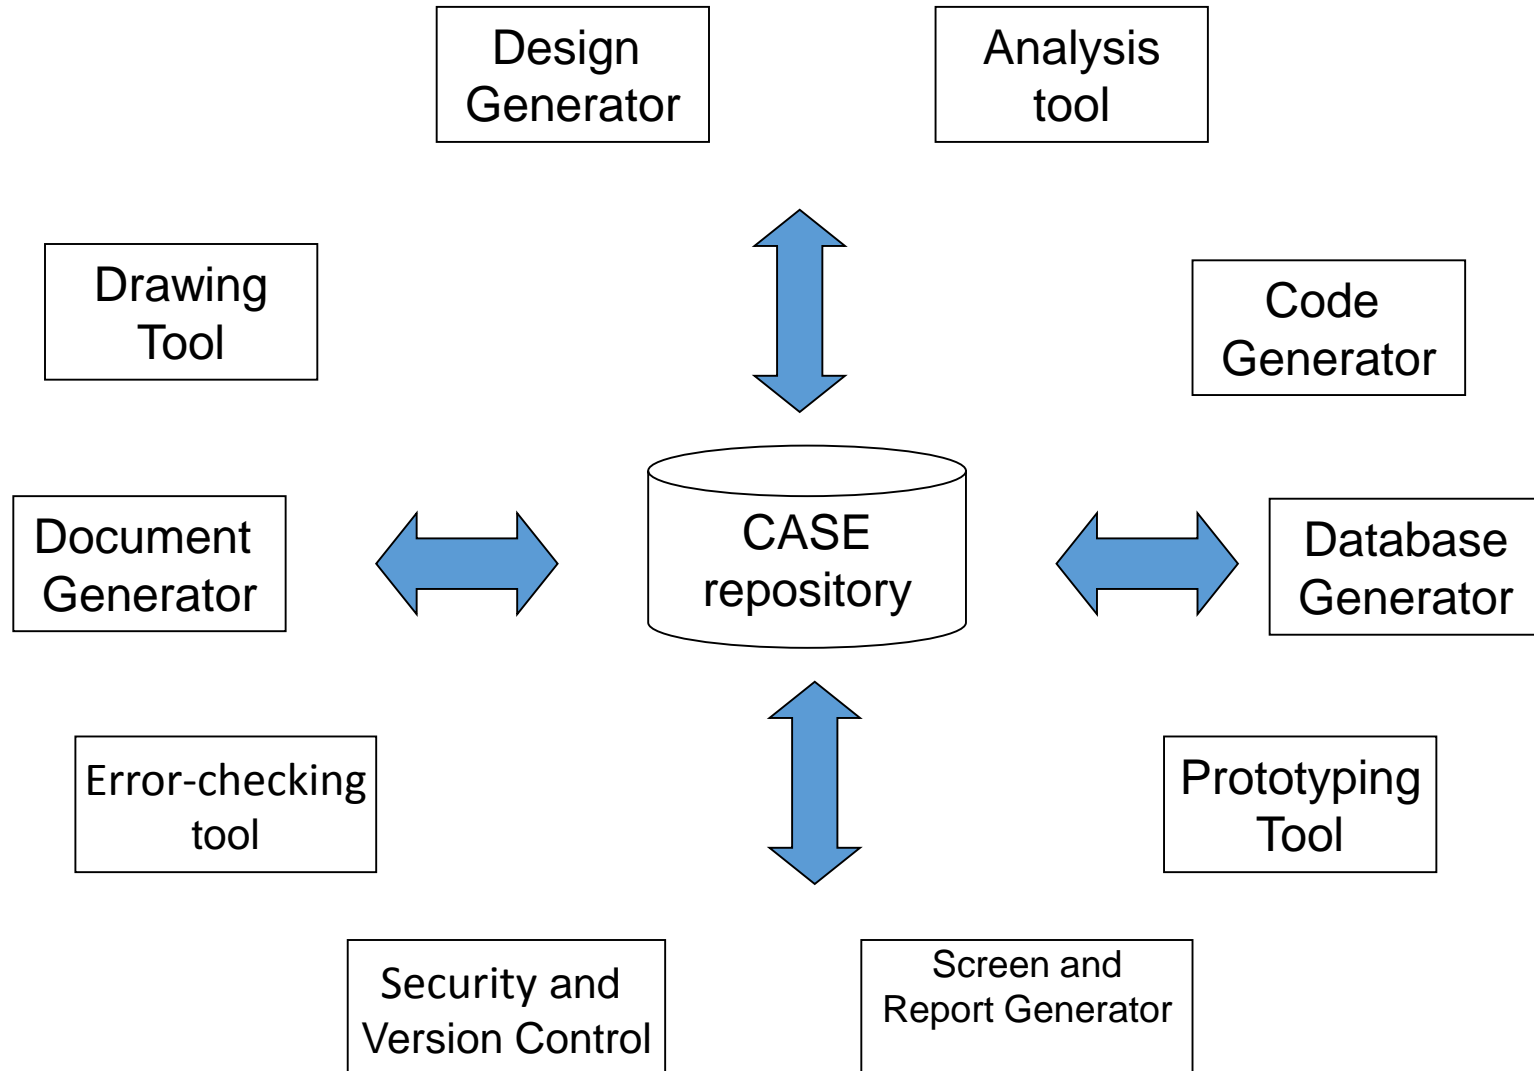 Design
Generator
Analysis
tool
Drawing
Tool
Code
Generator
Document
Generator
CASE
repository
Database
Generator
Error-checking
tool
Prototyping
Tool
Security and
Version Control
Screen and
Report Generator